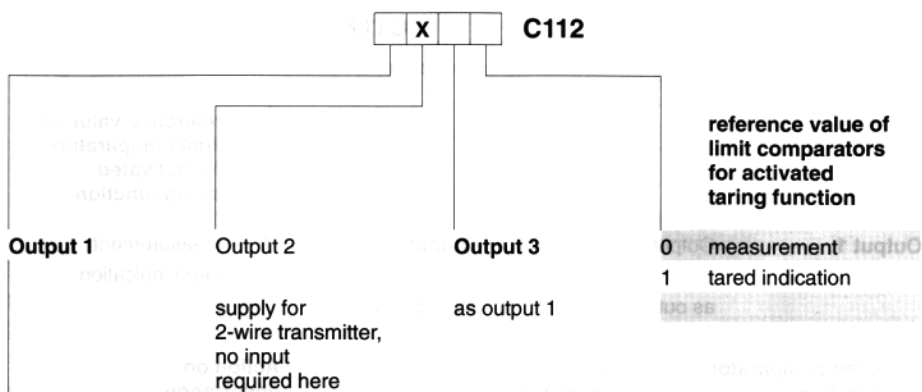 X C112
reference value of
limit comparators
for activated
taring function
Output 1 Output 2 Output 3 0 measurement
1 tared indication
supply for as output 1
2-wire transmitter,
no input
required here